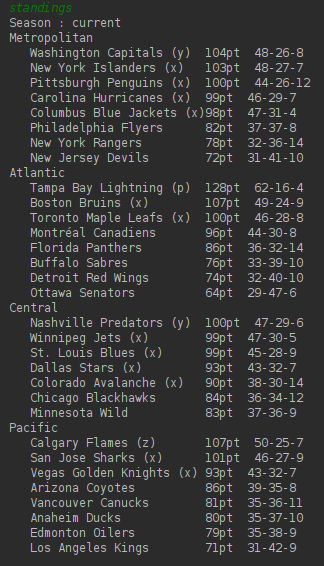 standings
Season : current
Metropolitan
Washington Capitals (y) 104pt 48-26-8
New York Islanders (x) 103pt 48-27-7
Pittsburgh Penguins (x) 100pt 44-26-12
Carolina Hurricanes (x) 99pt 46-29-7
Columbus Blue Jackets (x)98pt 47-31-4
Philadelphia Flyers 82pt 37-37-8
New York Rangers 78pt 32-36-14
New Jersey Devils 72pt 31-41-10
Atlantic
Tampa Bay Lightning (p) 128pt 62-16-4
Boston Bruins (x) 107pt 49-24-9
Toronto Maple Leafs (x) 100pt 46-28-8
Montréal Canadiens 96pt 44-30-8
Florida Panthers 86pt 36-32-14
Buffalo Sabres 76pt 33-39-10
Detroit Red Wings 74pt 32-40-10
Ottawa Senators 64pt 29-47-6
Central
Nashville Predators (y) 100pt 47-29-6
Winnipeg Jets (x) 99pt 47-30-5
St. Louis Blues (x) 99pt 45-28-9
Dallas Stars (x) 93pt 43-32-7
Colorado Avalanche (x) 90pt 38-30-14
Chicago Blackhawks 84pt 36-34-12
Minnesota Wild 83pt 37-36-9
Pacific
Calgary Flames (z) 107pt 50-25-7
San Jose Sharks (x) 101pt 46-27-9
Vegas Golden Knights (x) 93pt 43-32-7
Arizona Coyotes 86pt 39-35-8
Vancouver Canucks 81pt 35-36-11
Anaheim Ducks 80pt 35-37-10
Edmonton Oilers 79pt 35-38-9
Los Angeles Kings 71pt 31-42-9